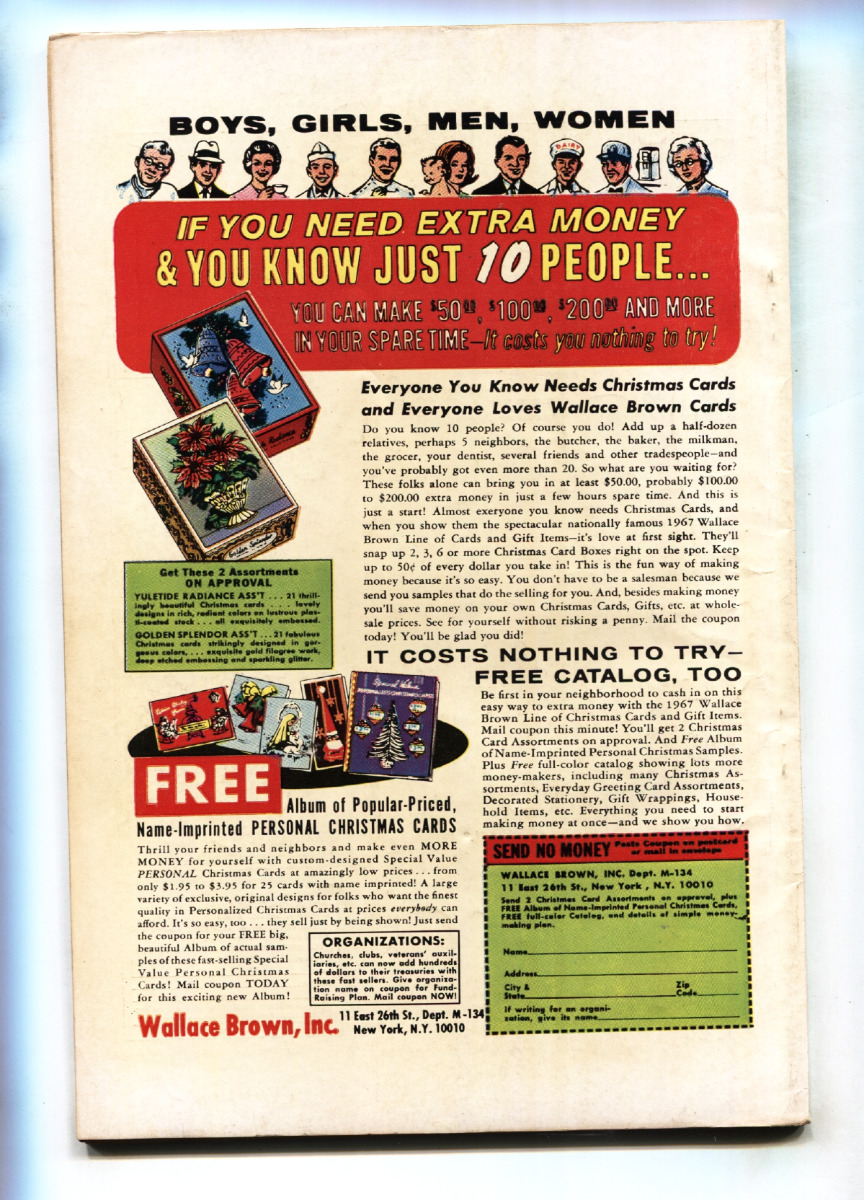 BOYS, GIRLS, MEN, WOMEN
DAIRY
IF YOU NEED EXTRA MONEY
& YOU KNOW JUST 10 PEOPLE...
YOU CAN MAKE $50.00, $100.00, $200.00 AND MORE
IN YOUR SPARE TIME—It costs you nothing to try!
Everyone You Know Needs Christmas Cards
and Everyone Loves Wallace Brown Cards
Do you know 10 people? Of course you do! Add up a half-dozen
relatives, perhaps 5 neighbors, the butcher, the baker, the milkman,
the grocer, your dentist, several friends and other tradespeople—and
you've probably got even more than 20. So what are you waiting for?
These folks alone can bring you in at least $50.00, probably $100.00
to $200.00 extra money in just a few hours spare time. And this is
just a start! Almost exeryone you know needs Christmas Cards, and
when you show them the spectacular nationally famous 1967 Wallace
Brown Line of Cards and Gift Items—it's love at first sight. They'll
snap up 2, 3, 6 or more Christmas Card Boxes right on the spot. Keep
up to 50¢ of every dollar you take in! This is the fun way of making
money because it's so easy. You don't have to be a salesman because we
send you samples that do the selling for you. And, besides making money
you'll save money on your own Christmas Cards, Gifts, etc. at whole-
sale prices. See for yourself without risking a penny. Mail the coupon
today! You'll be glad you did!
Radiance
Golden Splendor
Get These 2 Assortments
ON APPROVAL
YULETIDE RADIANCE ASS'T . . . 21 thrill-
ingly beautiful Christmas cards . . . . lovely
designs in rich, radiant colors on lustrous plas-
ti-coated stock . . . all exquisitely embossed.
GOLDEN SPLENDOR ASS'T . . . 21 fabulous
Christmas cards strikingly designed in gor-
geous colors, . . . exquisite gold filagree work,
deep etched embossing and sparkling glitter.
IT COSTS NOTHING TO TRY—
FREE CATALOG, TOO
Be first in your neighborhood to cash in on this
easy way to extra money with the 1967 Wallace
Brown Line of Christmas Cards and Gift Items.
Mail coupon this minute! You'll get 2 Christmas
Card Assortments on approval. And Free Album
of Name-Imprinted Personal Christmas Samples.
Plus Free full-color catalog showing lots more
money-makers, including many Christmas As-
sortments, Everyday Greeting Card Assortments,
Decorated Stationery, Gift Wrappings, House-
hold Items, etc. Everything you need to start
making money at once—and we show you how.
Special Value
PERSONALIZED CHRISTMAS CARDS
FREE
Album of Popular-Priced,
Name-Imprinted PERSONAL CHRISTMAS CARDS
Thrill your friends and neighbors and make even MORE
MONEY for yourself with custom-designed Special Value
PERSONAL Christmas Cards at amazingly low prices . . . from
only $1.95 to $3.95 for 25 cards with name imprinted! A large
variety of exclusive, original designs for folks who want the finest
quality in Personalized Christmas Cards at prices everybody can
afford. It's so easy, too . . . they sell just by being shown! Just send
the coupon for your FREE big,
beautiful Album of actual sam-
ples of these fast-selling Special
Value Personal Christmas
Cards! Mail coupon TODAY
for this exciting new Album!
ORGANIZATIONS:
Churches, clubs, veterans' auxil-
iaries, etc. can now add hundreds
of dollars to their treasuries with
these fast sellers. Give organiza-
tion name on coupon for Fund-
Raising Plan. Mail coupon NOW!
Wallace Brown, Inc. 11 East 26th St., Dept. M-134
New York, N.Y. 10010
SEND NO MONEY Paste Coupon on postcard
or mail in envelope
WALLACE BROWN, INC. Dept. M-134
11 East 26th St., New York , N.Y. 10010
Send 2 Christmas Card Assortments on approval, plus
FREE Album of Name-Imprinted Personal Christmas Cards,
FREE full-color Catalog, and details of simple money-
making plan.
Name
Address
City & State Zip Code
If writing for an organi-
zation, give its name